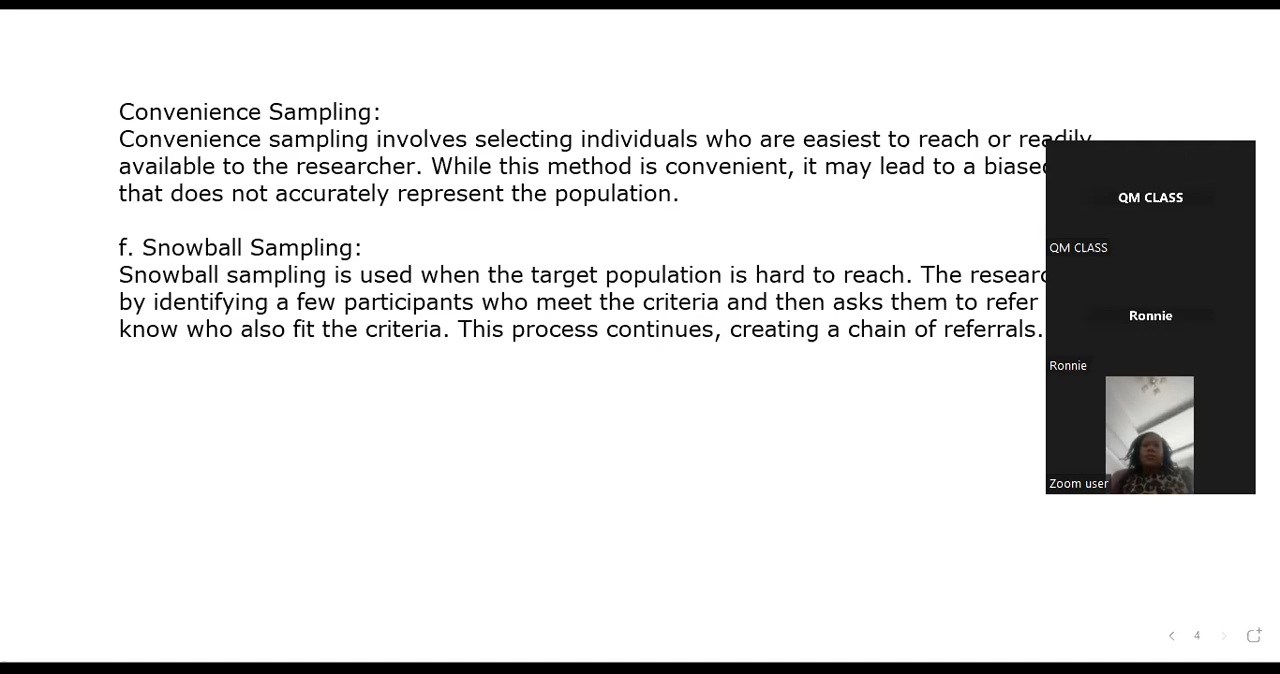 Convenience Sampling:
Convenience sampling involves selecting individuals who are easiest to reach or readily
available to the researcher. While this method is convenient, it may lead to a biased
that does not accurately represent the population.
f. Snowball Sampling:
Snowball sampling is used when the target population is hard to reach. The
by identifying a few participants who meet the criteria and then asks them to refer
know who also fit the criteria. This process continues, creating a chain of referrals.
QM CLASS
QM CLASS
Ronnie
Ronnie
Zoom user
4